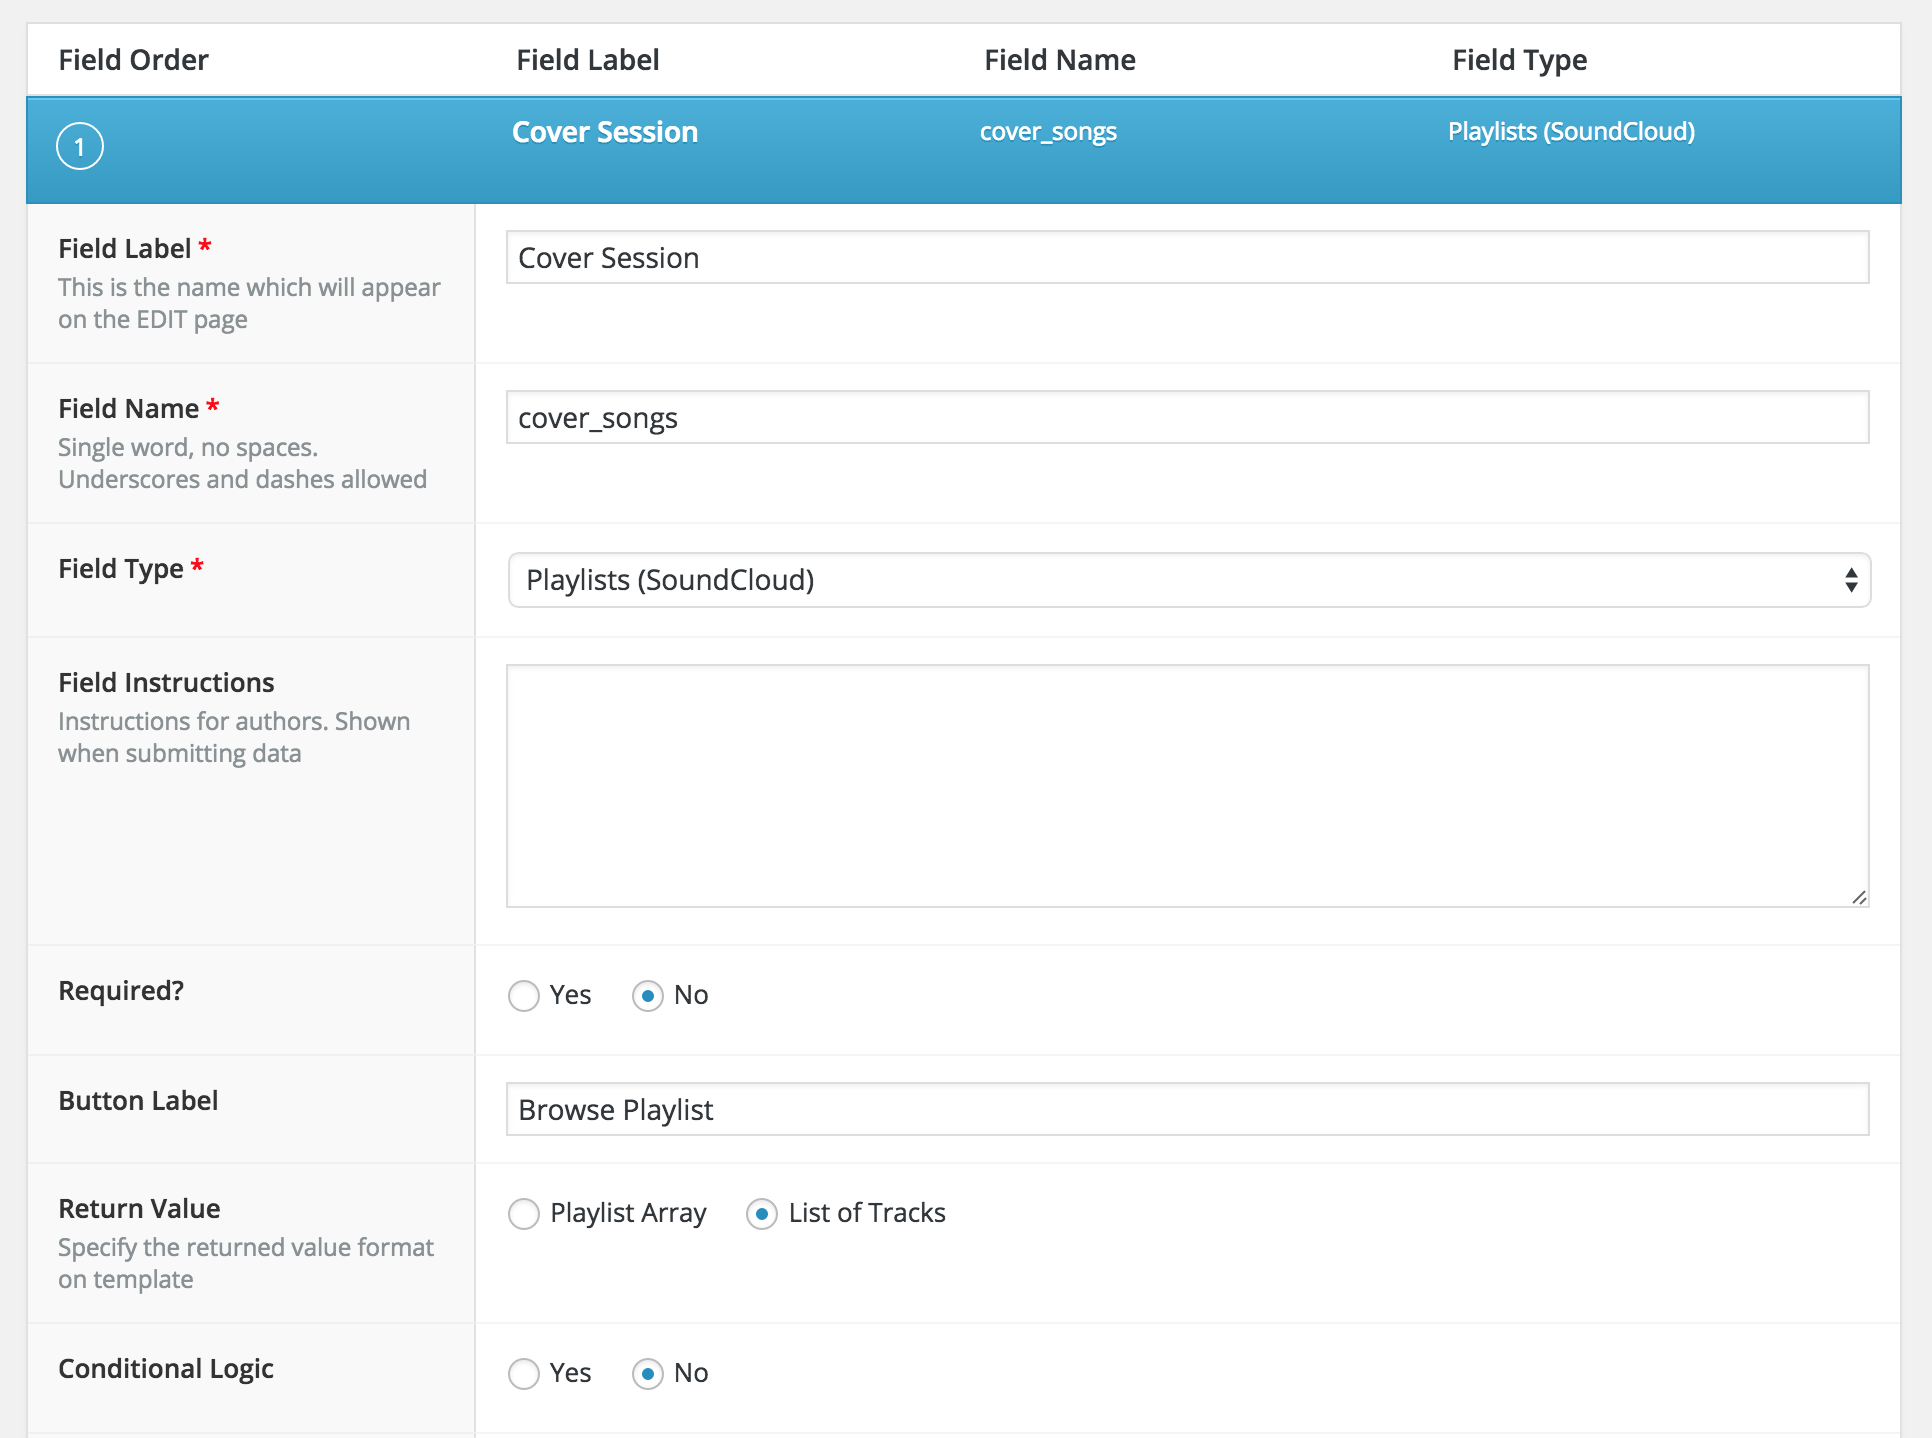 Field Order Field Label Field Name Field Type
1 Cover Session cover_songs Playlists (SoundCloud)
Field Label *
This is the name which will appear
on the EDIT page
Cover Session
Field Name *
Single word, no spaces.
Underscores and dashes allowed
cover_songs
Field Type *
Playlists (SoundCloud)
Field Instructions
Instructions for authors. Shown
when submitting data
Required?
Yes No
Button Label
Browse Playlist
Return Value
Specify the returned value format
on template
Playlist Array List of Tracks
Conditional Logic
Yes No